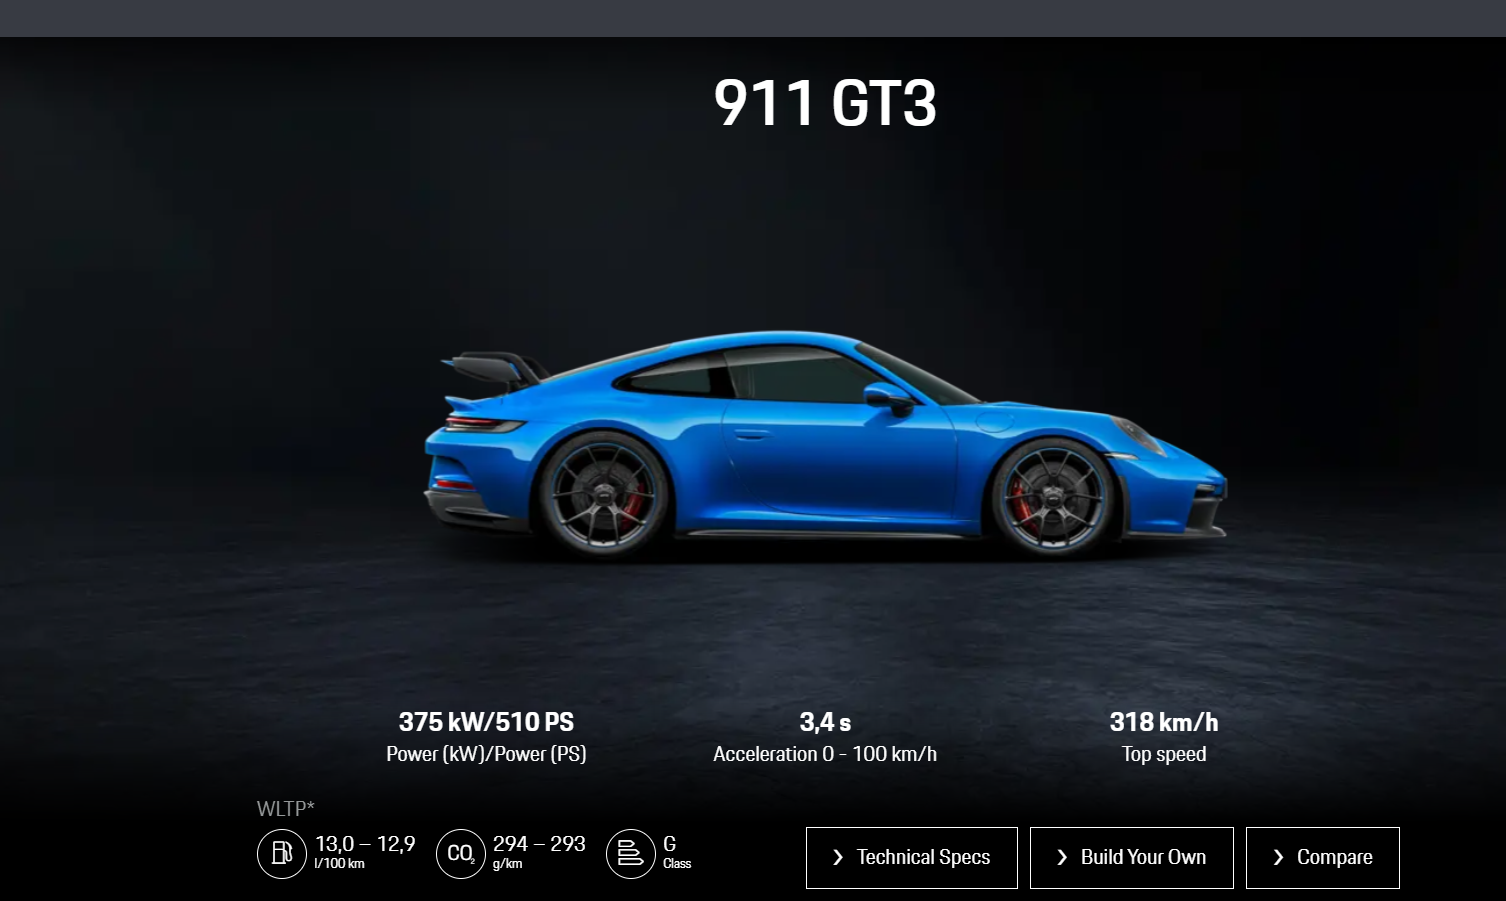 911 GT3
375 kW/510 PS
Power (kW)/Power (PS)
3,4 s
Acceleration 0 - 100 km/h
318 km/h
Top speed
WLTP*
13,0 – 12,9
l/100 km
CO₂
294 – 293
g/km
G
Class
Technical Specs
Build Your Own
Compare